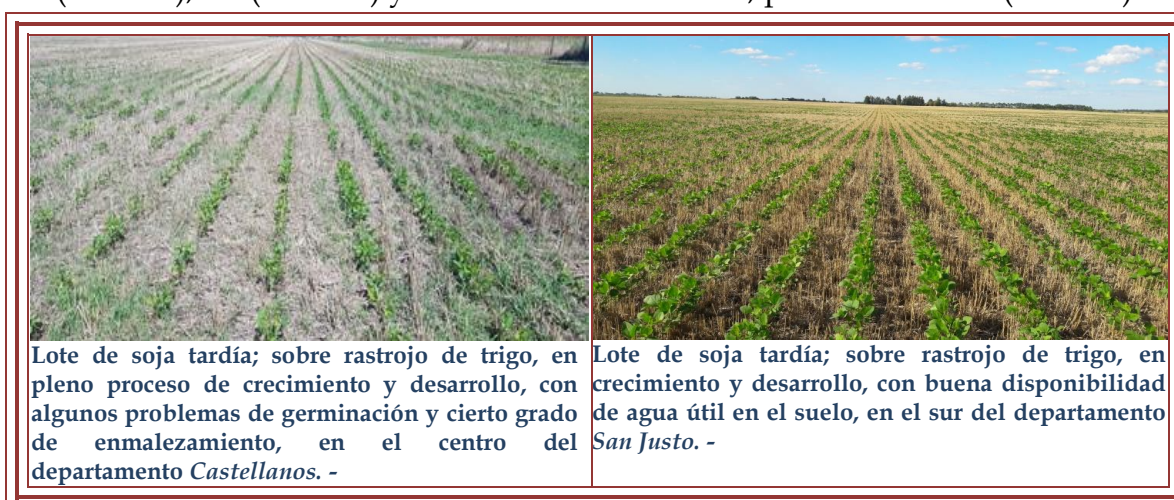 Lote de soja tardía; sobre rastrojo de trigo, en
pleno proceso de crecimiento y desarrollo, con
algunos problemas de germinación y cierto grado
de enmalezamiento, en el centro del
departamento Castellanos. -
Lote de soja tardía; sobre rastrojo de trigo, en
crecimiento y desarrollo, con buena disponibilidad
de agua útil en el suelo, en el sur del departamento
San Justo. -